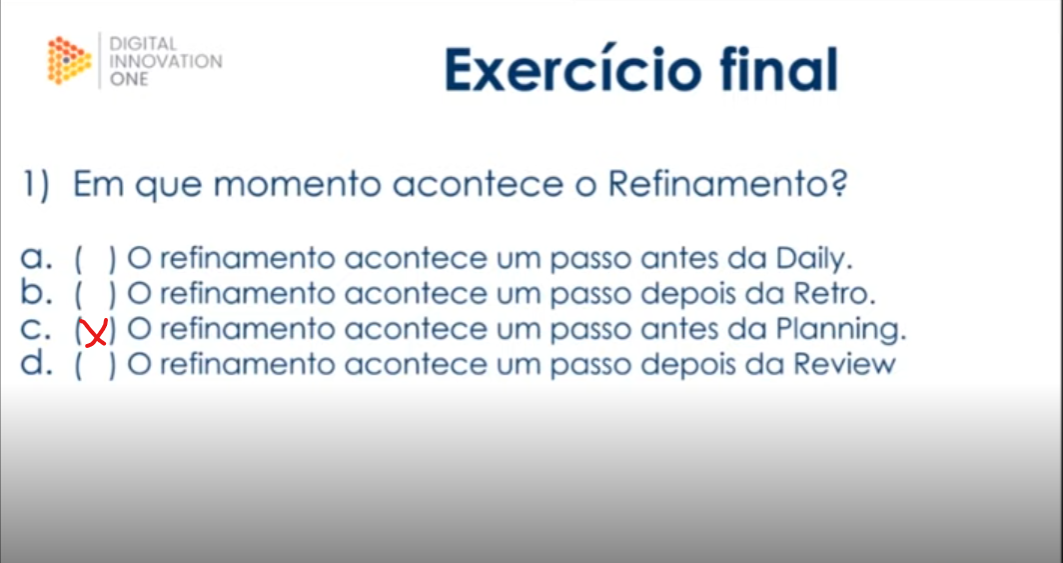 DIGITAL
INNOVATION
ONE
Exercício final
1) Em que momento acontece o Refinamento?
a. ( ) O refinamento acontece um passo antes da Daily.
b. ( ) O refinamento acontece um passo depois da Retro.
c. (X) O refinamento acontece um passo antes da Planning.
d. ( ) O refinamento acontece um passo depois da Review